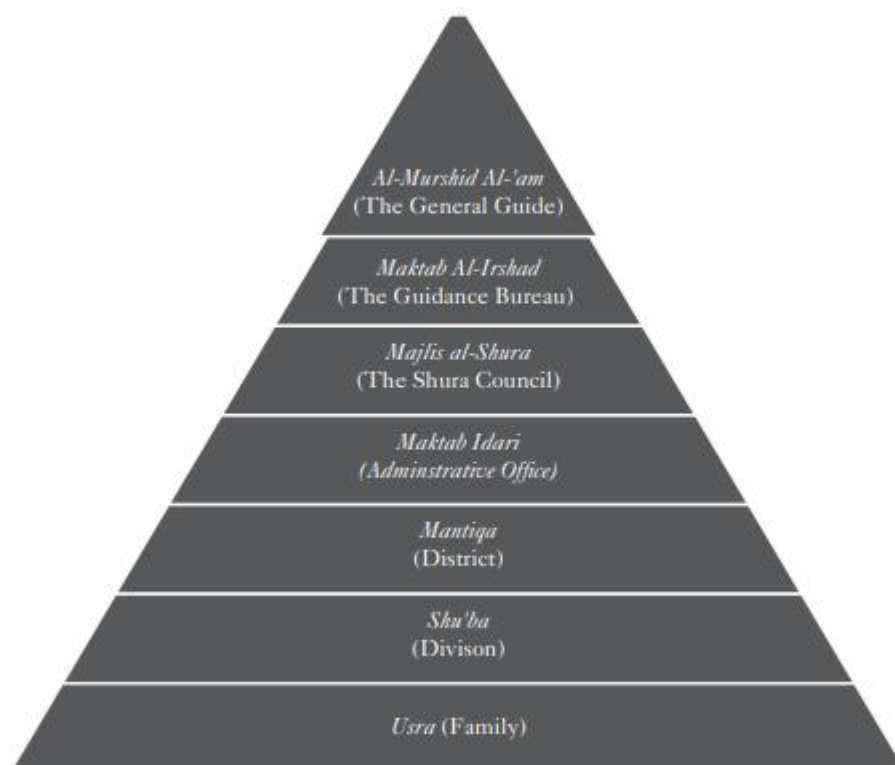 Al-Murshid Al-'am
(The General Guide)
Maktab Al-Irshad
(The Guidance Bureau)
Majlis al-Shura
(The Shura Council)
Maktab Idari
(Adminstrative Office)
Mantiqa
(District)
Shu'ba
(Divison)
Usra (Family)